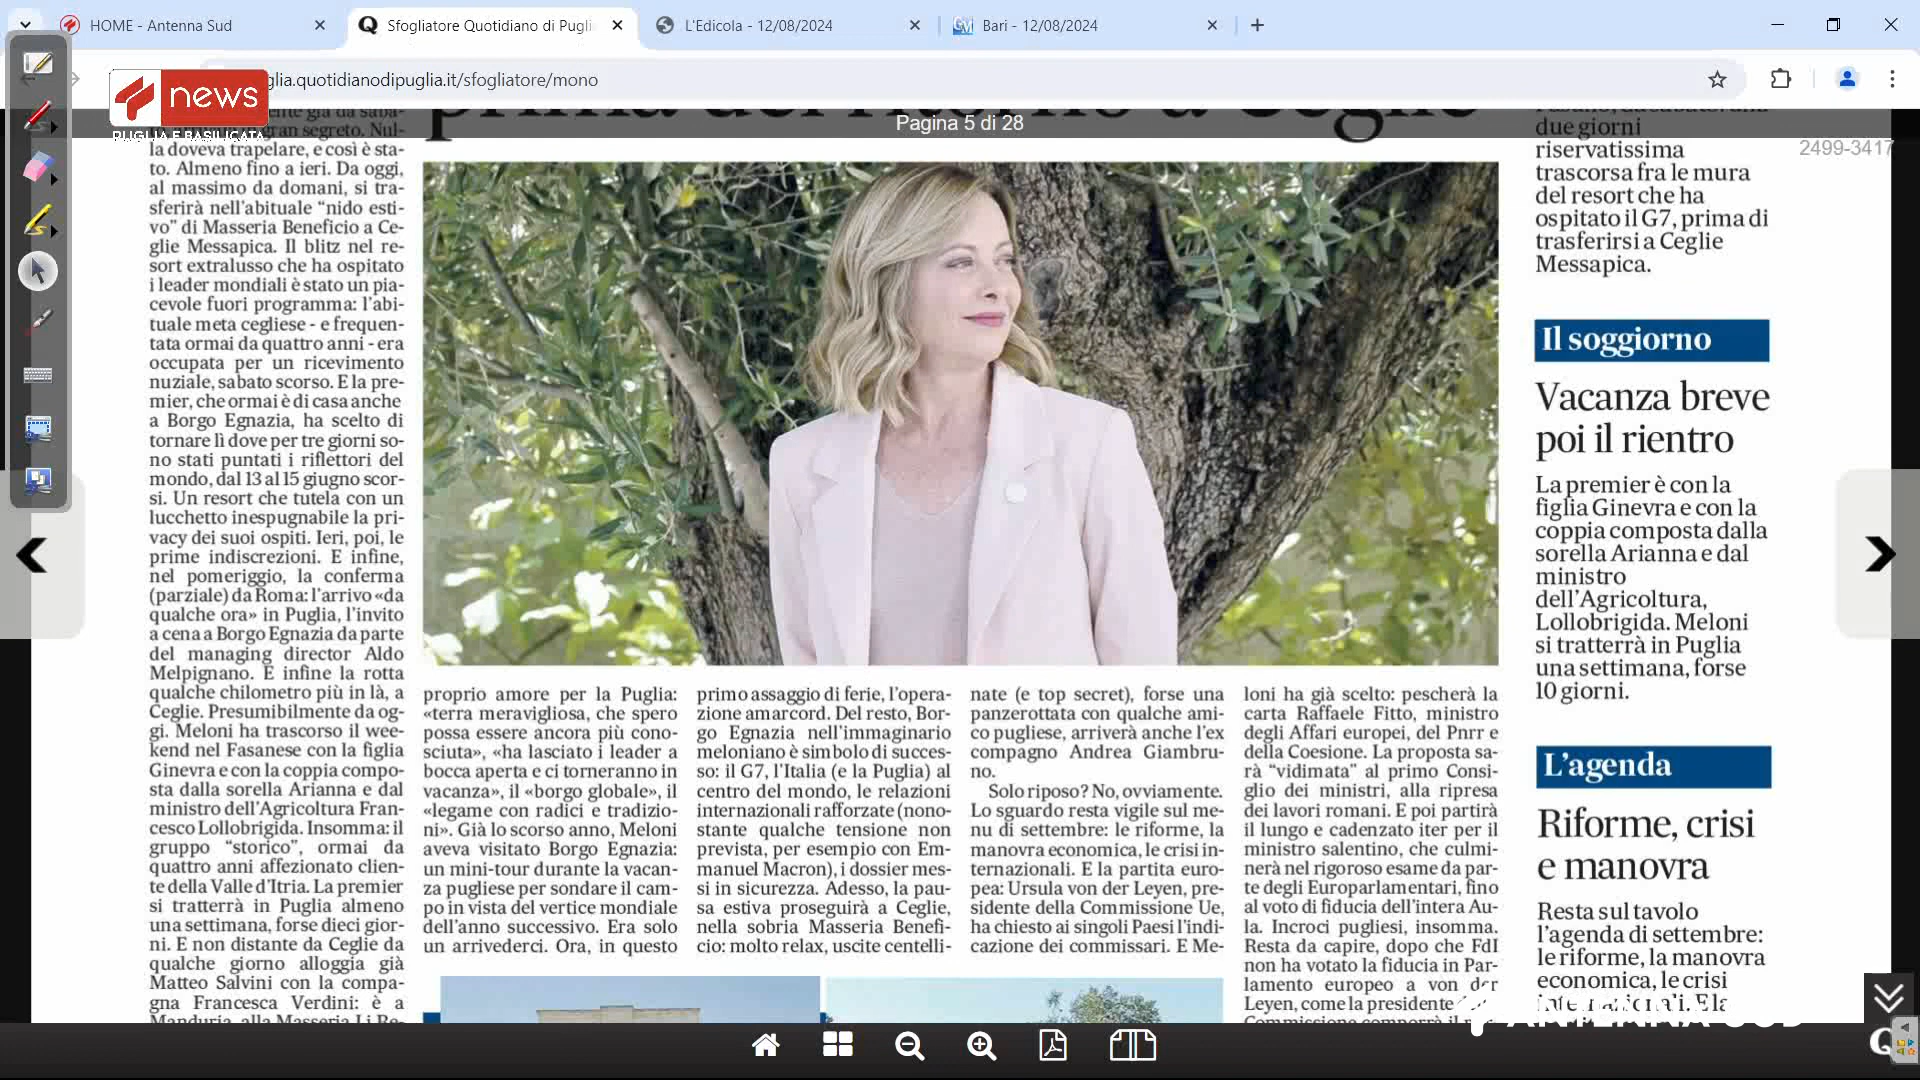 HOME - Antenna Sud
Sfogliatore Quotidiano di Pugli
L'Edicola - 12/08/2024
Bari - 12/08/2024
glia.quotidianodipuglia.it/sfogliatore/mono
news
PUGLIA E BASILICATA
Pagina 5 di 28
2499-3417
gran segreto. Nul-
la doveva trapelare, e così è sta-
to. Almeno fino a ieri. Da oggi,
al massimo da domani, si tra-
sferirà nell'abituale “nido esti-
vo” di Masseria Beneficio a Ce-
glie Messapica. Il blitz nel re-
sort extralusso che ha ospitato
i leader mondiali è stato un pia-
cevole fuori programma: l'abi-
tuale meta cegliese - e frequen-
tata ormai da quattro anni - era
occupata per un ricevimento
nuziale, sabato scorso. E la pre-
mier, che ormai è di casa anche
a Borgo Egnazia, ha scelto di
tornare lì dove per tre giorni so-
no stati puntati i riflettori del
mondo, dal 13 al 15 giugno scor-
si. Un resort che tutela con un
lucchetto inespugnabile la pri-
vacy dei suoi ospiti. Ieri, poi, le
prime indiscrezioni. E infine,
nel pomeriggio, la conferma
(parziale) da Roma: l'arrivo «da
qualche ora» in Puglia, l'invito
a cena a Borgo Egnazia da parte
del managing director Aldo
Melpignano. E infine la rotta
qualche chilometro più in là, a
Ceglie. Presumibilmente da og-
gi. Meloni ha trascorso il wee-
kend nel Fasanese con la figlia
Ginevra e con la coppia compo-
sta dalla sorella Arianna e dal
ministro dell'Agricoltura Fran-
cesco Lollobrigida. Insomma: il
gruppo “storico”, ormai da
quattro anni affezionato clien-
te della Valle d'Itria. La premier
si tratterrà in Puglia almeno
una settimana, forse dieci gior-
ni. E non distante da Ceglie da
qualche giorno alloggia già
Matteo Salvini con la compa-
gna Francesca Verdini: è a
Manduria, alla Masseria Li Re-
proprio amore per la Puglia:
«terra meravigliosa, che spero
possa essere ancora più cono-
sciuta», «ha lasciato i leader a
bocca aperta e ci torneranno in
vacanza», il «borgo globale», il
«legame con radici e tradizio-
ni». Già lo scorso anno, Meloni
aveva visitato Borgo Egnazia:
un mini-tour durante la vacan-
za pugliese per sondare il cam-
po in vista del vertice mondiale
dell'anno successivo. Era solo
un arrivederci. Ora, in questo
primo assaggio di ferie, l'opera-
zione amarcord. Del resto, Bor-
go Egnazia nell'immaginario
meloniano è simbolo di succes-
so: il G7, l'Italia (e la Puglia) al
centro del mondo, le relazioni
internazionali rafforzate (nono-
stante qualche tensione non
prevista, per esempio con Em-
manuel Macron), i dossier mes-
si in sicurezza. Adesso, la pau-
sa estiva proseguirà a Ceglie,
nella sobria Masseria Benefi-
cio: molto relax, uscite centelli-
nate (e top secret), forse una
panzerottata con qualche ami-
co pugliese, arriverà anche l'ex
compagno Andrea Giambru-
no.
Solo riposo? No, ovviamente.
Lo sguardo resta vigile sul me-
nu di settembre: le riforme, la
manovra economica, le crisi in-
ternazionali. E la partita euro-
pea: Ursula von der Leyen, pre-
sidente della Commissione Ue,
ha chiesto ai singoli Paesi l'indi-
cazione dei commissari. E Me-
loni ha già scelto: pescherà la
carta Raffaele Fitto, ministro
degli Affari europei, del Pnrr e
della Coesione. La proposta sa-
rà “vidimata” al primo Consi-
glio dei ministri, alla ripresa
dei lavori romani. E poi partirà
il lungo e cadenzato iter per il
ministro salentino, che culmi-
nerà nel rigoroso esame da par-
te degli Europarlamentari, fino
al voto di fiducia dell'intera Au-
la. Incroci pugliesi, insomma.
Resta da capire, dopo che FdI
non ha votato la fiducia in Par-
lamento europeo a von der
Leyen, come la presidente
due giorni
riservatissima
trascorsa fra le mura
del resort che ha
ospitato il G7, prima di
trasferirsi a Ceglie
Messapica.
Il soggiorno
Vacanza breve
poi il rientro
La premier è con la
figlia Ginevra e con la
coppia composta dalla
sorella Arianna e dal
ministro
dell'Agricoltura,
Lollobrigida. Meloni
si tratterrà in Puglia
una settimana, forse
10 giorni.
L'agenda
Riforme, crisi
e manovra
Resta sul tavolo
l'agenda di settembre:
le riforme, la manovra
economica, le crisi
internazionali. E la
ANTENNA SUD